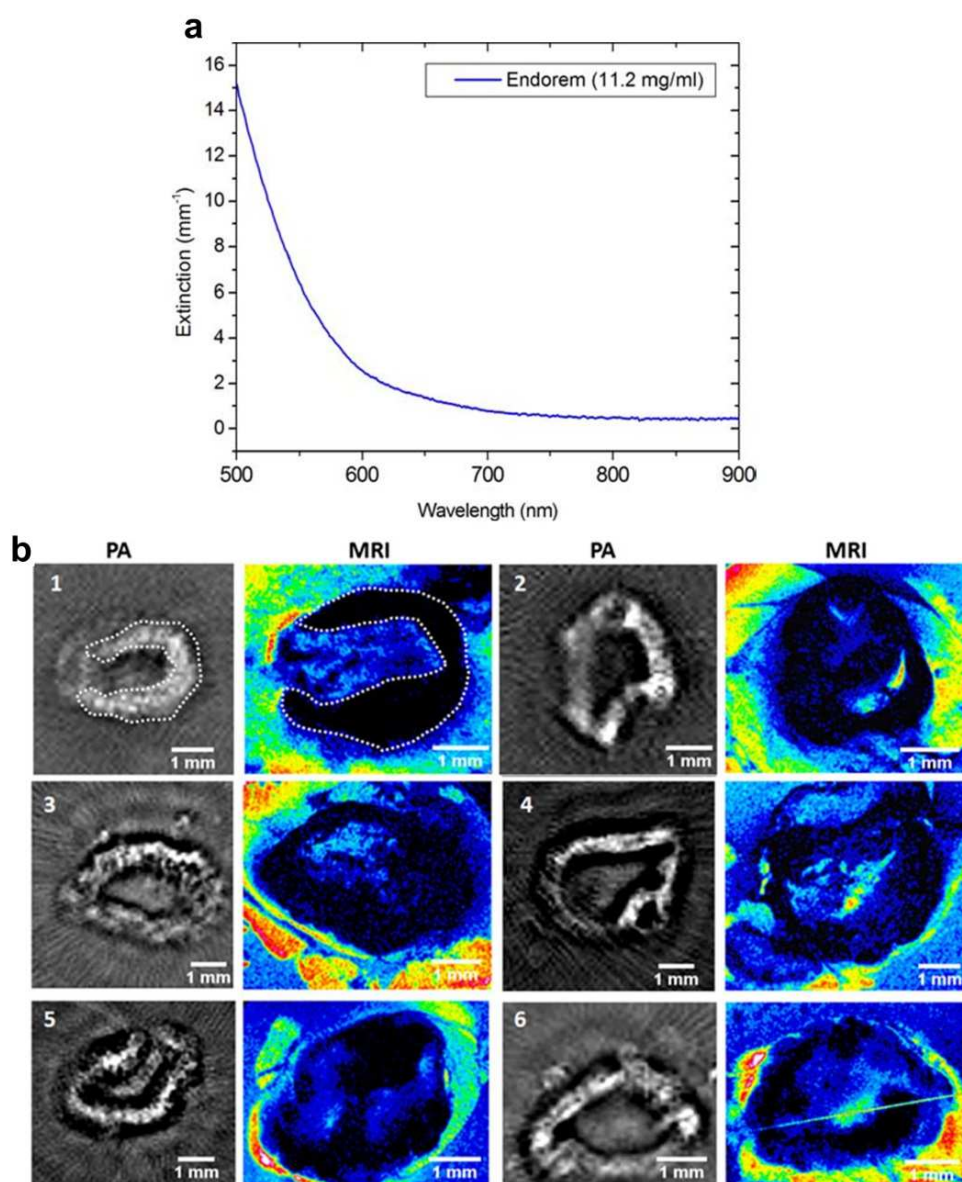 a
16
14
12
10
8
6
4
2
0
Extinction (mm⁻¹)
Endorem (11.2 mg/ml)
500 600 700 800 900
Wavelength (nm)
b PA MRI PA MRI
1 2
1 mm 1 mm 1 mm 1 mm
3 4
1 mm 1 mm 1 mm 1 mm
5 6
1 mm 1 mm 1 mm 1 mm